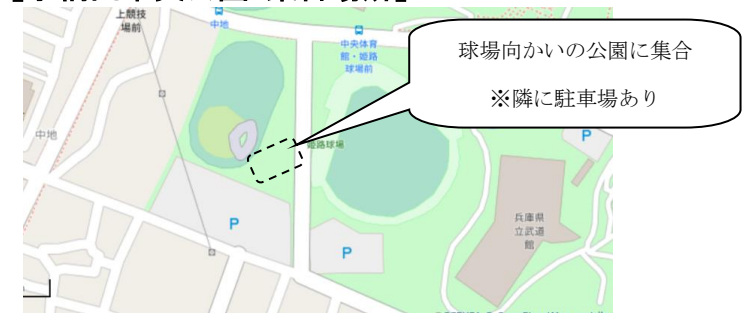 上競技
場前
中地
中央体育
館・姫路
球場前
球場向かいの公園に集合
※隣に駐車場あり
中地
姫路球場
P
兵庫県
立武道
館
P
P